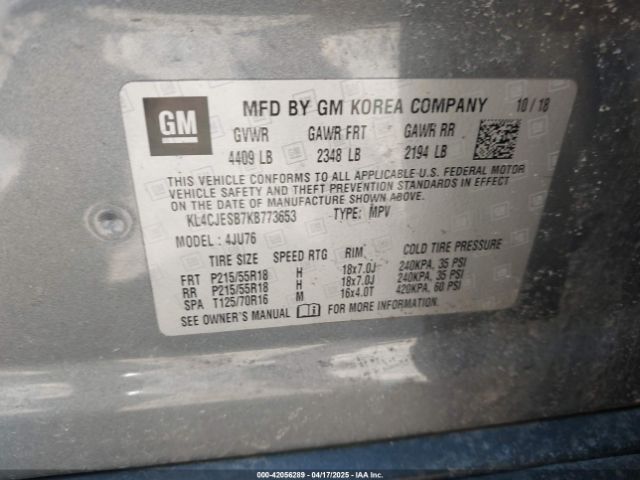 GM
MFD BY GM KOREA COMPANY 10/18
GVWR GAWR FRT GAWR RR
4409 LB 2348 LB 2194 LB
THIS VEHICLE CONFORMS TO ALL APPLICABLE U.S. FEDERAL MOTOR
VEHICLE SAFETY AND THEFT PREVENTION STANDARDS IN EFFECT
ON THE DATE OF MANUFACTURE SHOWN ABOVE.
KL4CJESB7KB773653 TYPE: MPV
MODEL: 4JU76
TIRE SIZE SPEED RTG RIM COLD TIRE PRESSURE
FRT P215/55R18 H 18x7.0J 240KPA, 35 PSI
RR P215/55R18 H 18x7.0J 240KPA, 35 PSI
SPA T125/70R16 M 16x4.0T 420KPA, 60 PSI
SEE OWNER'S MANUAL FOR MORE INFORMATION.
000-42056289 - 04/17/2025 - IAA Inc.